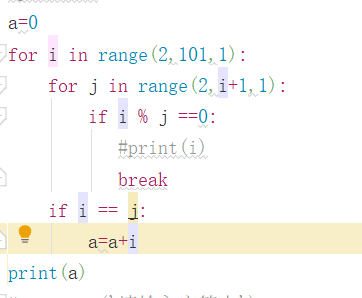 a=0
for i in range(2,101,1):
    for j in range(2,i+1,1):
        if i % j ==0:
            #print(i)
            break
    if i == j:
        a=a+i
print(a)